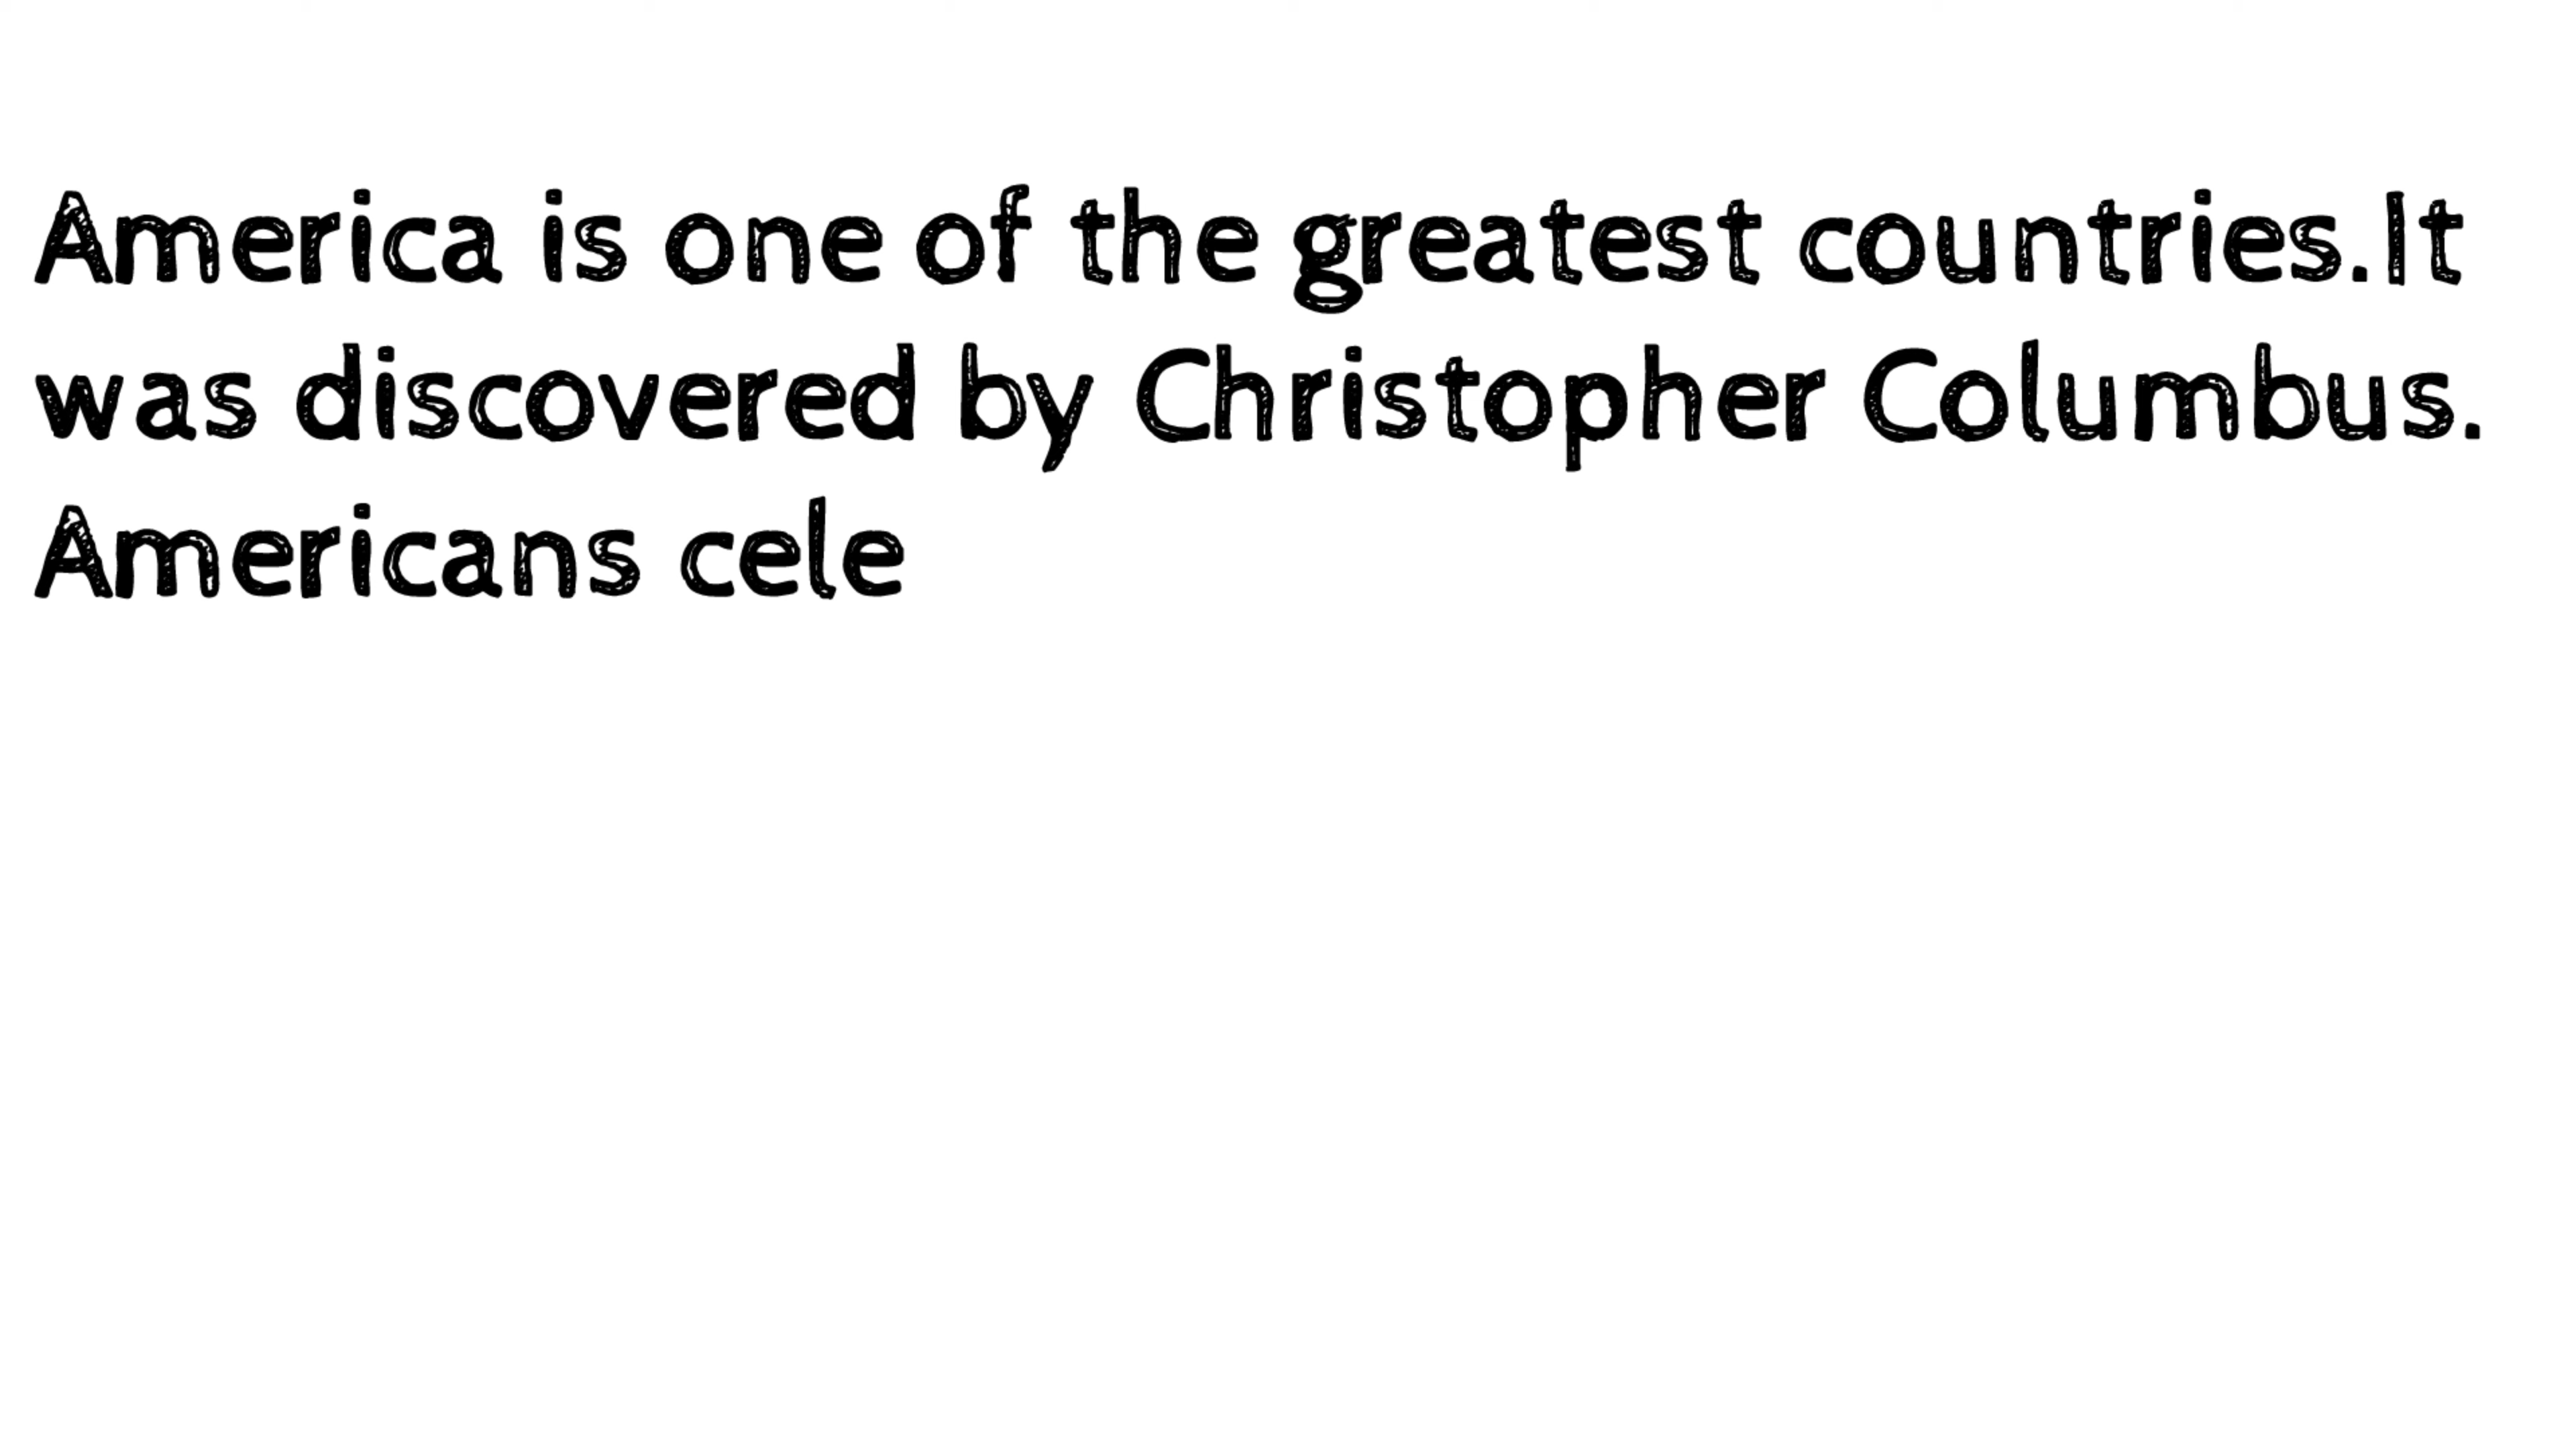 America is one of the greatest countries.It
was discovered by Christopher Columbus.
Americans cele